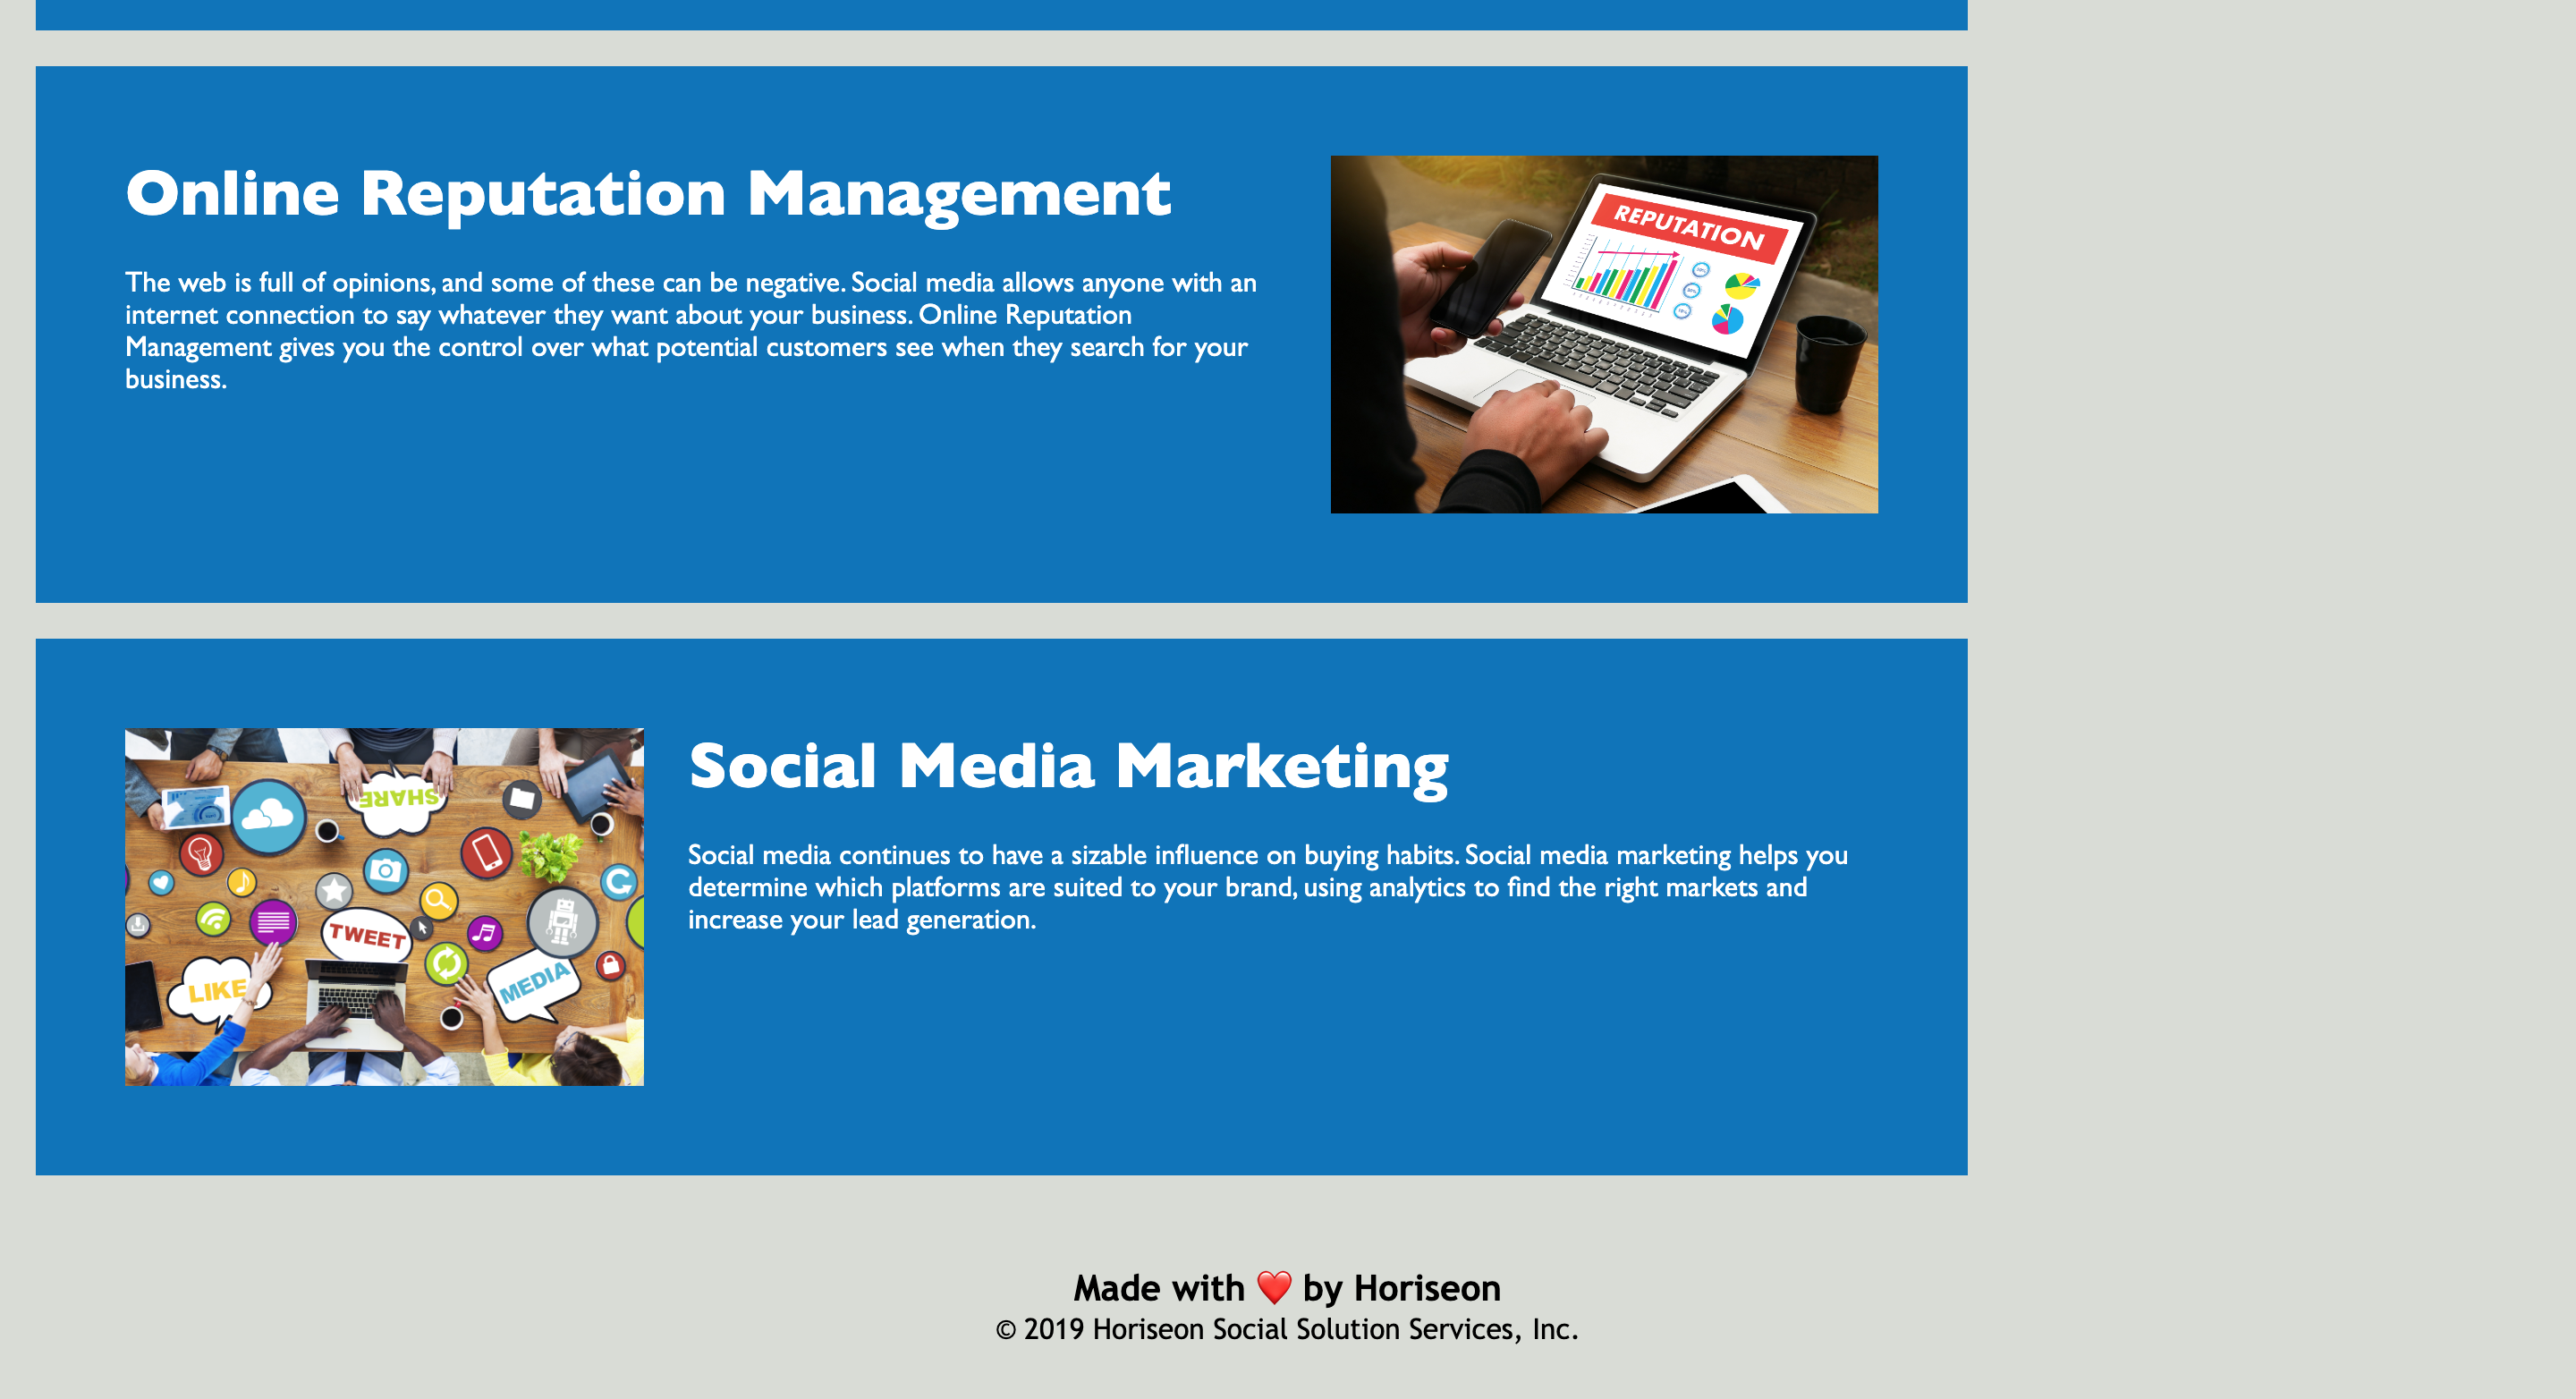 Online Reputation Management
The web is full of opinions, and some of these can be negative. Social media allows anyone with an
internet connection to say whatever they want about your business. Online Reputation
Management gives you the control over what potential customers see when they search for your
business.
REPUTATION
Social Media Marketing
Social media continues to have a sizable influence on buying habits. Social media marketing helps you
determine which platforms are suited to your brand, using analytics to find the right markets and
increase your lead generation.
SHARE
TWEET
LIKE
MEDIA
Made with ❤️ by Horiseon
© 2019 Horiseon Social Solution Services, Inc.